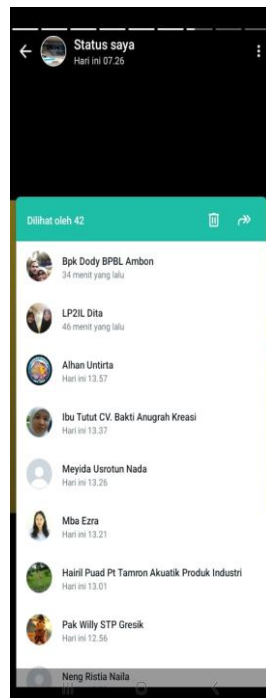 Status saya
Hari ini 07.26
Dilihat oleh 42
Bpk Dody BPBL Ambon
34 menit yang lalu
LP2IL Dita
46 menit yang lalu
Alhan Untirta
Hari ini 13.57
Ibu Tutut CV. Bakti Anugrah Kreasi
Hari ini 13.37
Meyida Usrotun Nada
Hari ini 13.26
Mba Ezra
Hari ini 13.21
Hairil Puad Pt Tamron Akuatik Produk Industri
Hari ini 13.01
Pak Willy STP Gresik
Hari ini 12.56
Neng Ristia Naila